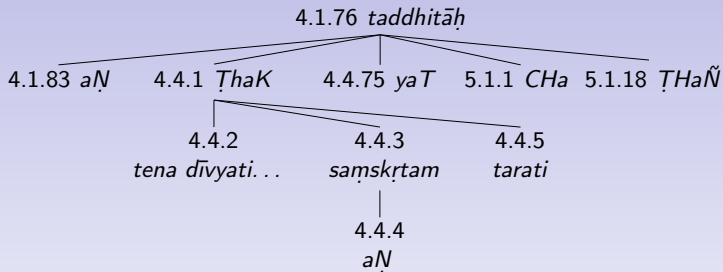 4.1.76 taddhitāḥ
4.1.83 aṆ 4.4.1 ṬhaK 4.4.75 yaT 5.1.1 CHa 5.1.18 ṬHaÑ
4.4.2 4.4.3 4.4.5
tena dīvyati... saṃskṛtam tarati
4.4.4
aṆ